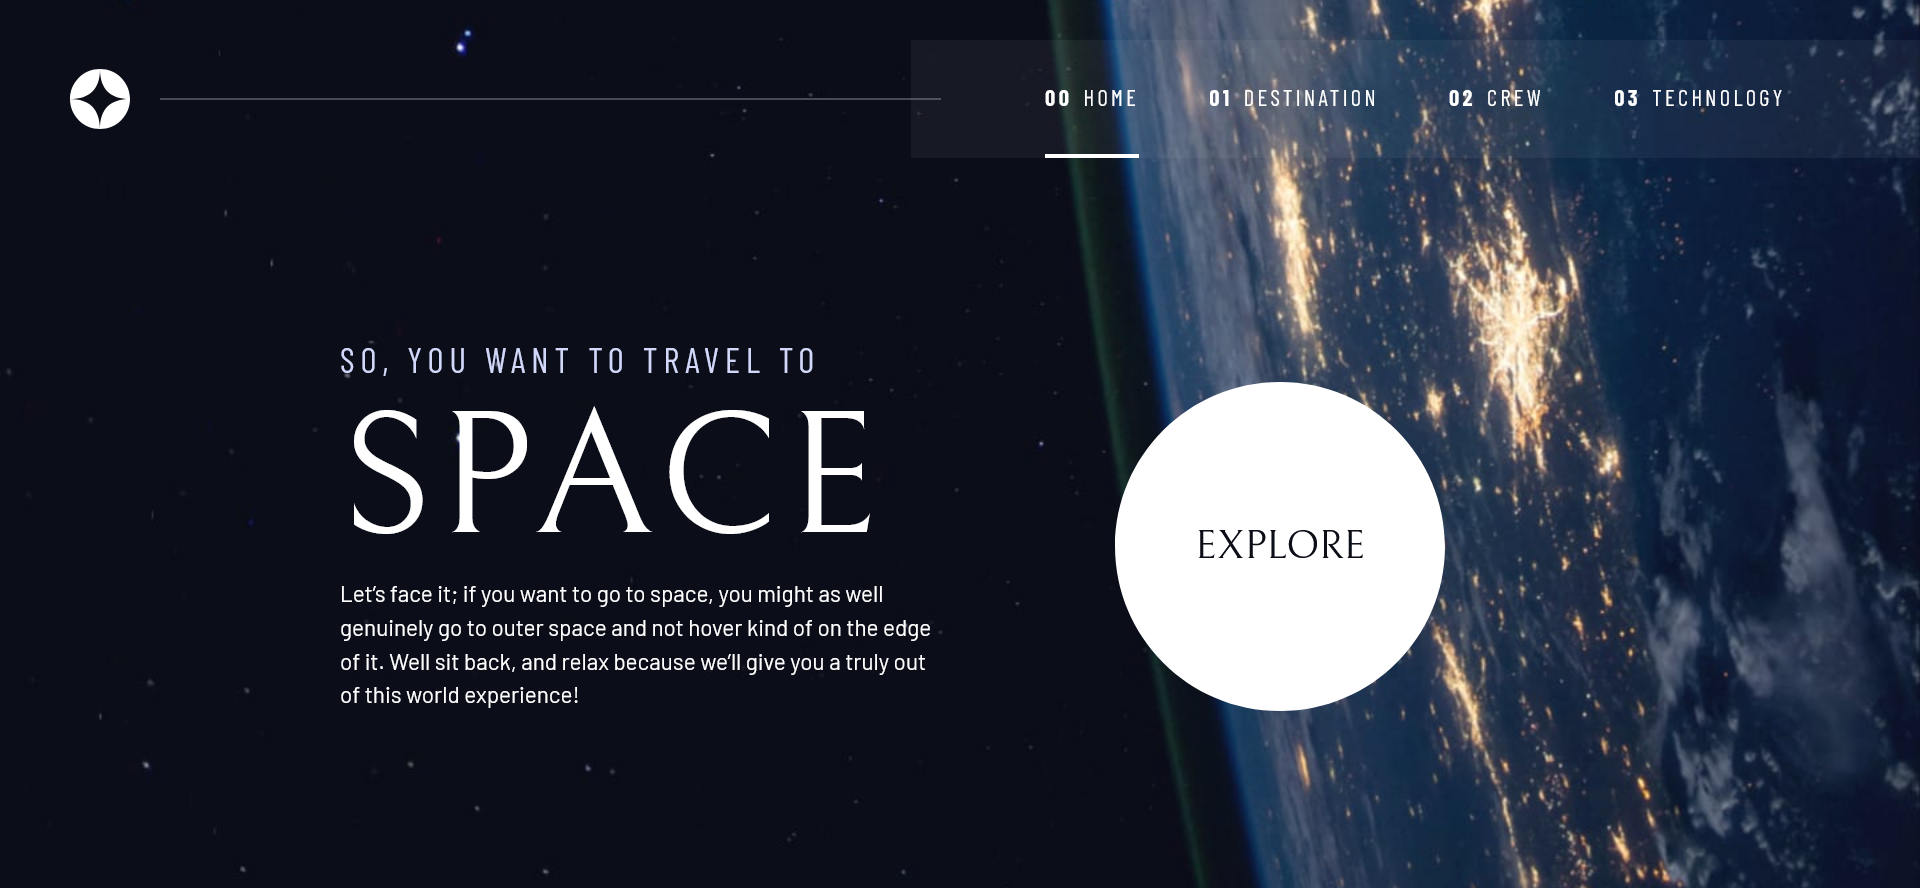 00 HOME 01 DESTINATION 02 CREW 03 TECHNOLOGY
SO, YOU WANT TO TRAVEL TO
SPACE
Let’s face it; if you want to go to space, you might as well
genuinely go to outer space and not hover kind of on the edge
of it. Well sit back, and relax because we’ll give you a truly out
of this world experience!
EXPLORE